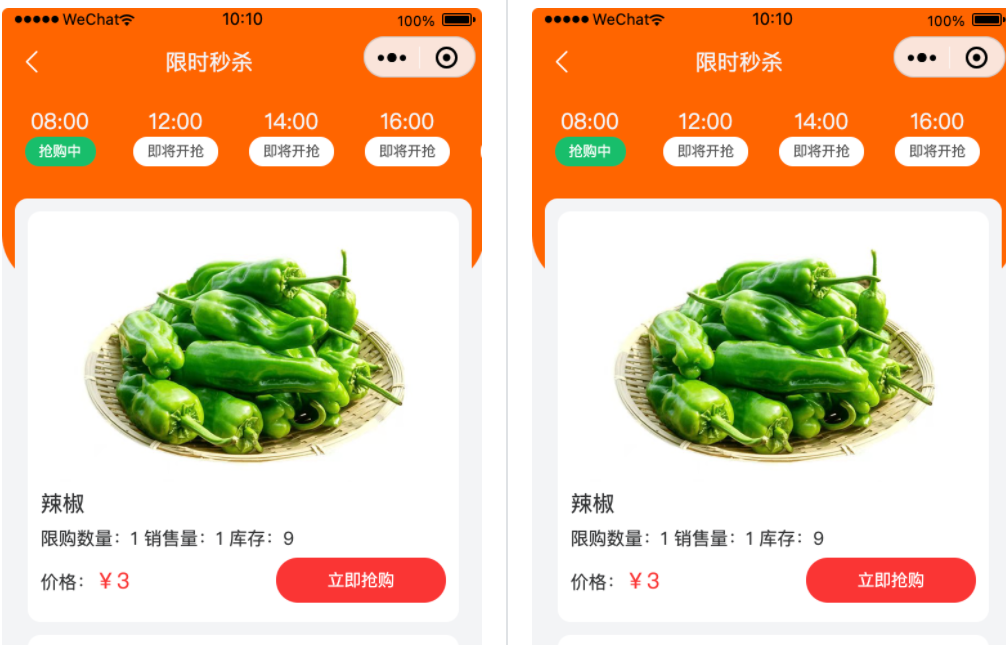 WeChat 10:10 100%
限时秒杀
08:00 12:00 14:00 16:00
抢购中 即将开抢 即将开抢 即将开抢
辣椒
限购数量：1 销售量：1 库存：9
价格：￥3 立即抢购
WeChat 10:10 100%
限时秒杀
08:00 12:00 14:00 16:00
抢购中 即将开抢 即将开抢 即将开抢
辣椒
限购数量：1 销售量：1 库存：9
价格：￥3 立即抢购